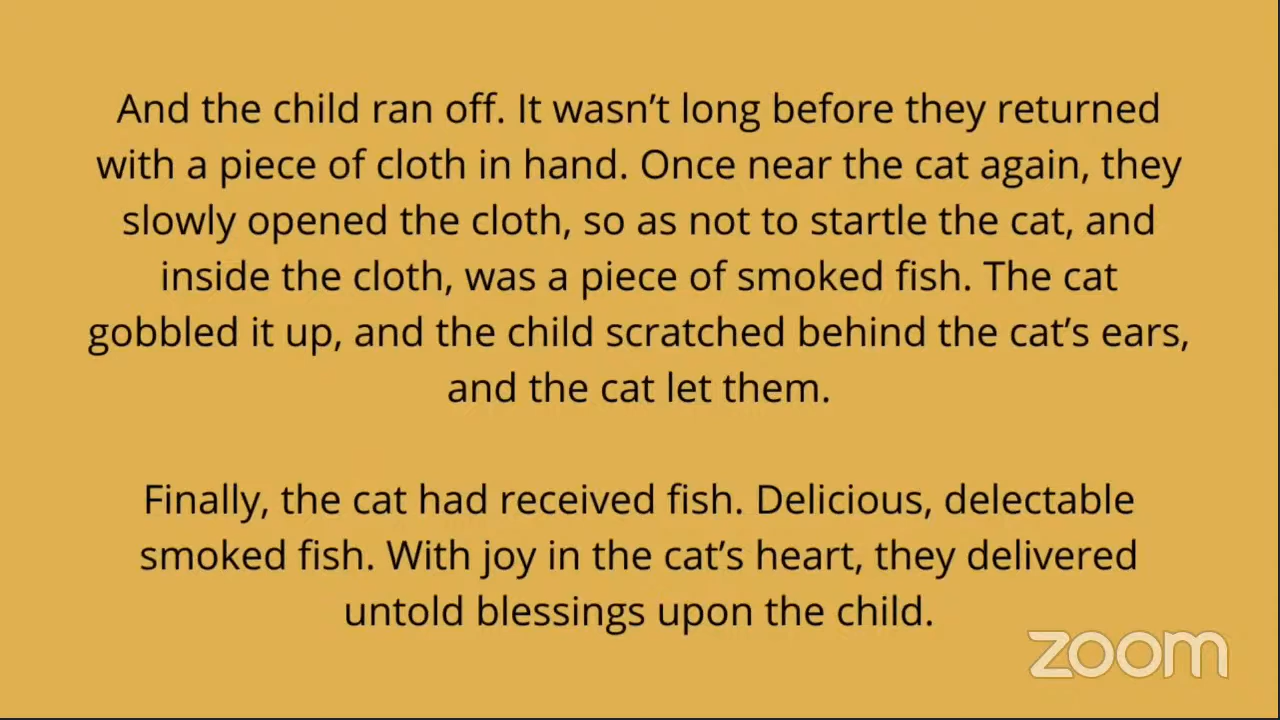 And the child ran off. It wasn’t long before they returned
with a piece of cloth in hand. Once near the cat again, they
slowly opened the cloth, so as not to startle the cat, and
inside the cloth, was a piece of smoked fish. The cat
gobbled it up, and the child scratched behind the cat’s ears,
and the cat let them.
Finally, the cat had received fish. Delicious, delectable
smoked fish. With joy in the cat’s heart, they delivered
untold blessings upon the child.
zoom